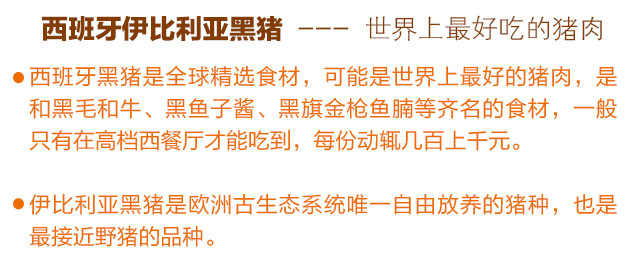 西班牙伊比利亚黑猪 --- 世界上最好吃的猪肉
●西班牙黑猪是全球精选食材，可能是世界上最好的猪肉，是
和黑毛和牛、黑鱼子酱、黑旗金枪鱼腩等齐名的食材，一般
只有在高档西餐厅才能吃到，每份动辄几百上千元。
●伊比利亚黑猪是欧洲古生态系统唯一自由放养的猪种，也是
最接近野猪的品种。